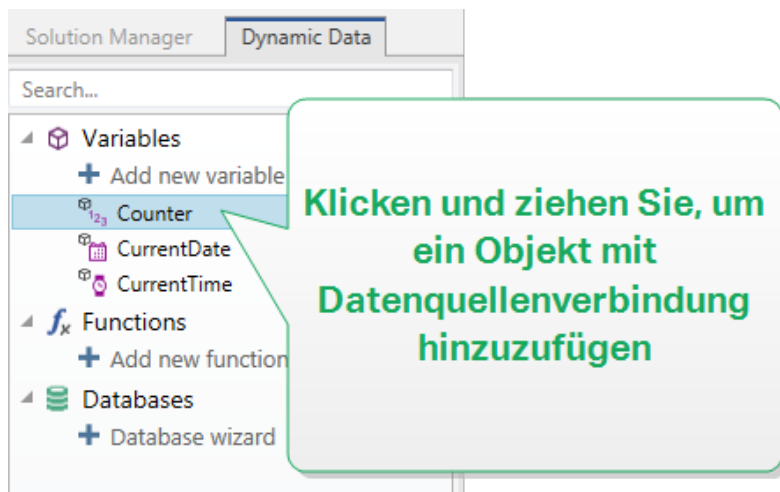 Solution Manager Dynamic Data
Search...
Variables
Add new variable
Counter
CurrentDate
CurrentTime
Functions
Add new function
Databases
Database wizard
Klicken und ziehen Sie, um
ein Objekt mit
Datenquellenverbindung
hinzuzufügen